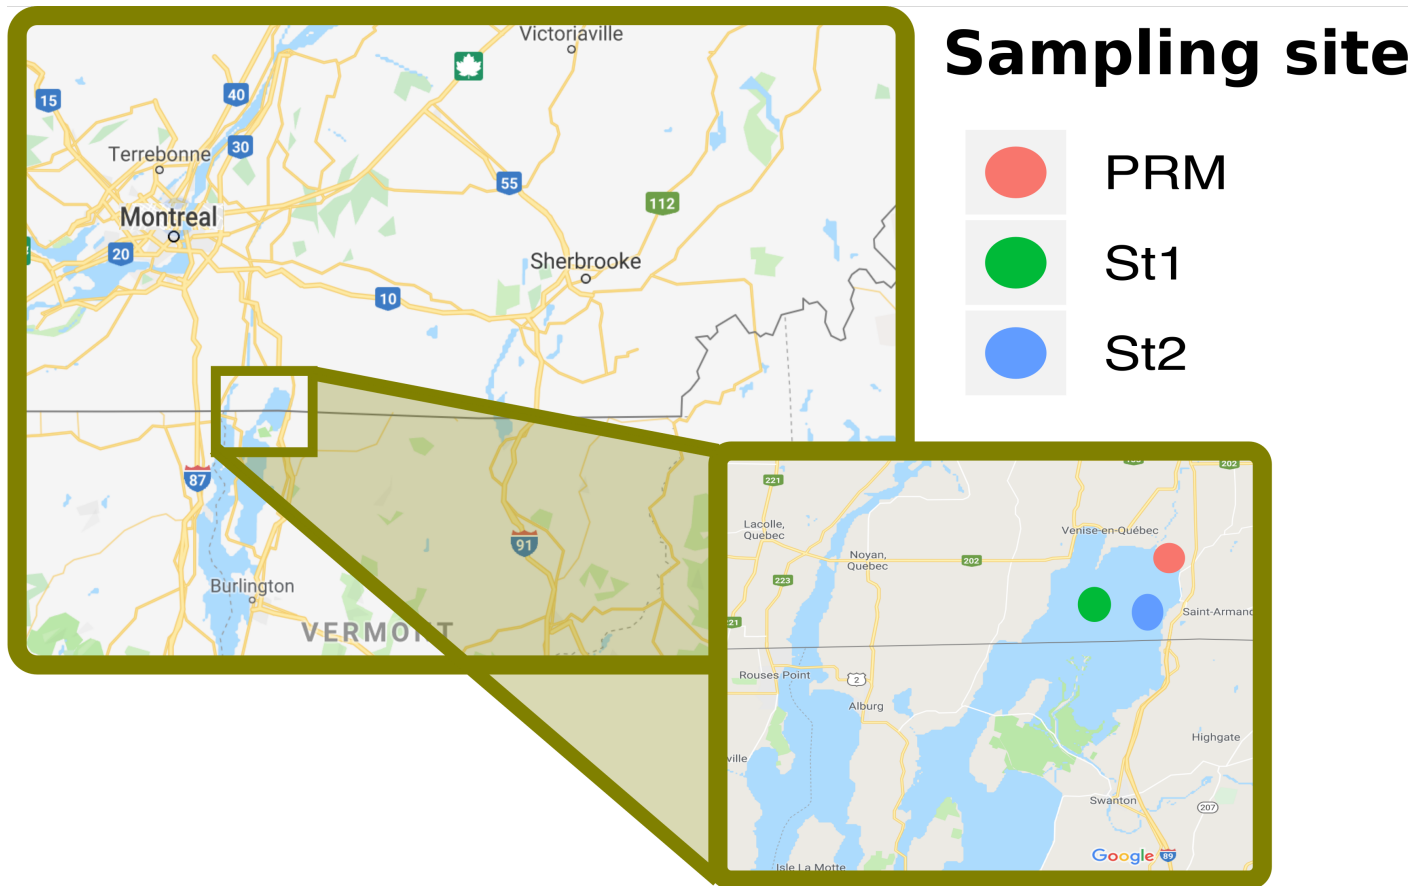 Sampling site
PRM
St1
St2
Victoriaville
15
40
30
Terrebonne
55
112
Montreal
20
Sherbrooke
10
87
91
Burlington
VERMONT
202
221
Lacolle,
Quebec
Venise-en-Québec
Noyan,
Quebec
202
223
Saint-Armand
21
Rouses Point
2
Alburg
Highgate
ville
Swanton
207
Google
89
Isle La Motte